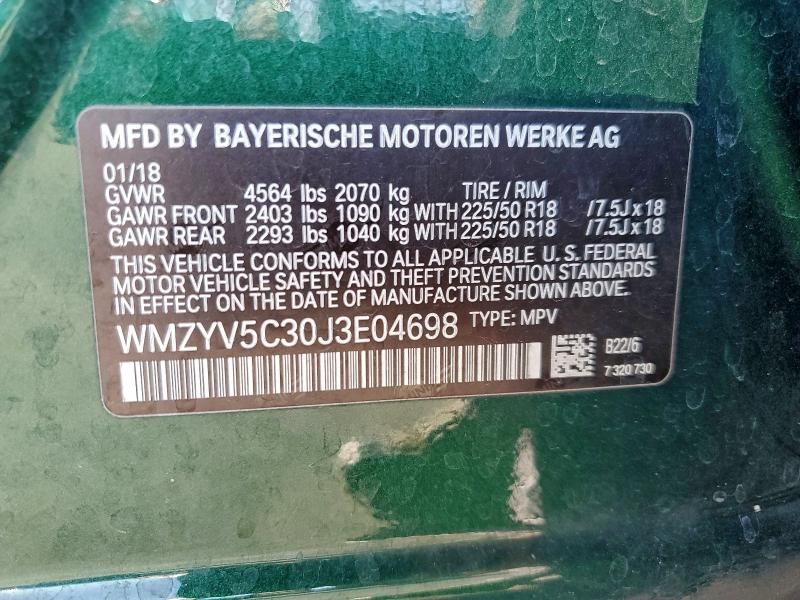 MFD BY BAYERISCHE MOTOREN WERKE AG
01/18
GVWR 4564 lbs 2070 kg TIRE / RIM
GAWR FRONT 2403 lbs 1090 kg WITH 225/50 R18 /7.5J x 18
GAWR REAR 2293 lbs 1040 kg WITH 225/50 R18 /7.5J x 18
THIS VEHICLE CONFORMS TO ALL APPLICABLE U.S. FEDERAL
MOTOR VEHICLE SAFETY AND THEFT PREVENTION STANDARDS
IN EFFECT ON THE DATE OF MANUFACTURE SHOWN ABOVE.
WMZYV5C30J3E04698 TYPE: MPV
B22/6
7 320 730